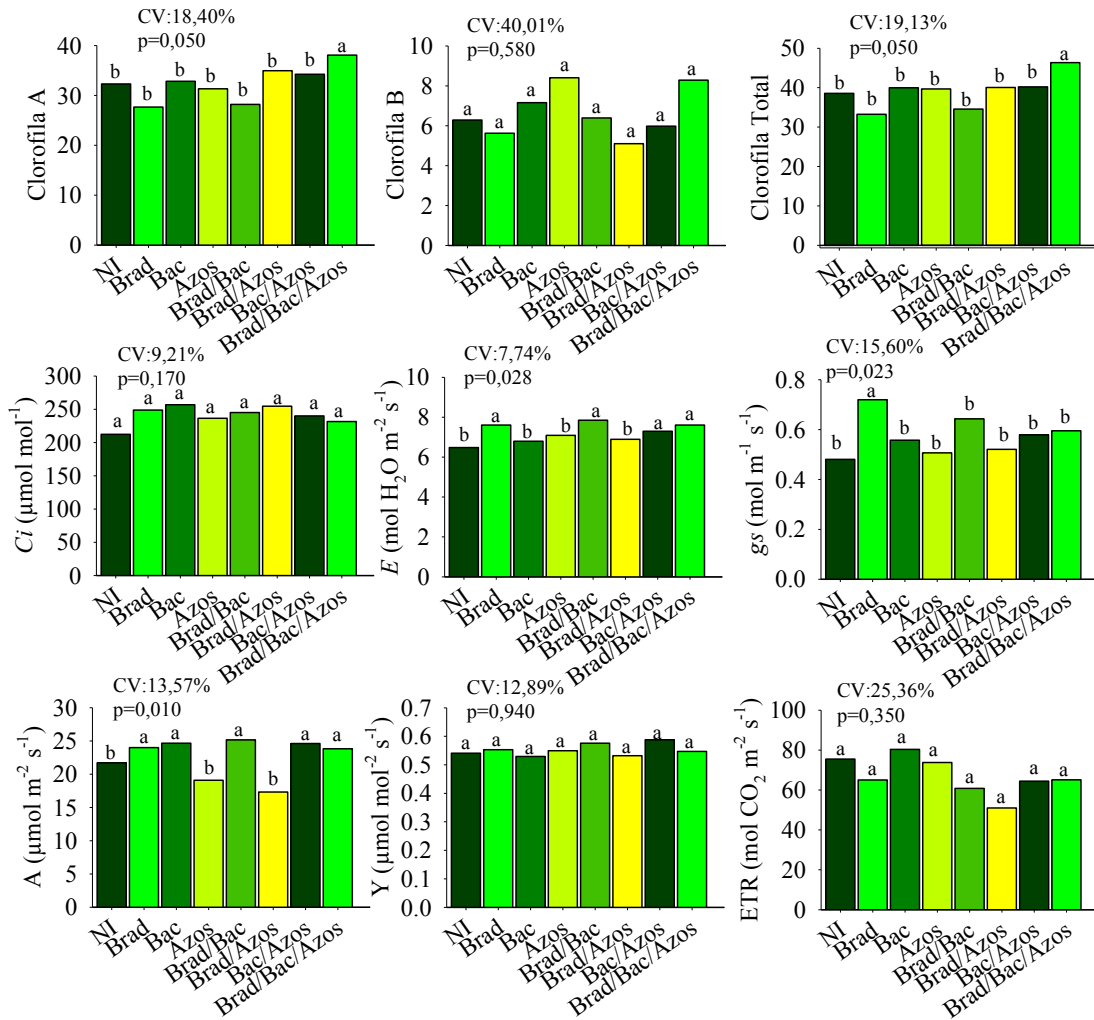 CV:18,40%
p=0,050
Clorofila A
40
30
20
10
0
b
b
b
b
b
b
b
a
NI
Brad
Bac
Azos
Brad/Bac
Brad/Azos
Bac/Azos
Brad/Bac/Azos
CV:40,01%
p=0,580
Clorofila B
10
8
6
4
2
0
a
a
a
a
a
a
a
a
NI
Brad
Bac
Azos
Brad/Bac
Brad/Azos
Bac/Azos
Brad/Bac/Azos
CV:19,13%
p=0,050
Clorofila Total
50
40
30
20
10
0
b
b
b
b
b
b
b
a
NI
Brad
Bac
Azos
Brad/Bac
Brad/Azos
Bac/Azos
Brad/Bac/Azos
CV:9,21%
p=0,170
Ci (µmol mol⁻¹)
300
250
200
150
100
50
0
a
a
a
a
a
a
a
a
NI
Brad
Bac
Azos
Brad/Bac
Brad/Azos
Bac/Azos
Brad/Bac/Azos
CV:7,74%
p=0,028
E (mol H₂O m⁻² s⁻¹)
10
8
6
4
2
0
b
a
b
b
a
b
a
a
NI
Brad
Bac
Azos
Brad/Bac
Brad/Azos
Bac/Azos
Brad/Bac/Azos
CV:15,60%
p=0,023
gs (mol m⁻¹ s⁻¹)
0.8
0.6
0.4
0.2
0.0
b
a
b
b
b
b
b
b
NI
Brad
Bac
Azos
Brad/Bac
Brad/Azos
Bac/Azos
Brad/Bac/Azos
CV:13,57%
p=0,010
A (µmol m⁻² s⁻¹)
30
25
20
15
10
5
0
b
a
a
b
a
b
a
a
NI
Brad
Bac
Azos
Brad/Bac
Brad/Azos
Bac/Azos
Brad/Bac/Azos
CV:12,89%
p=0,940
Y (µmol mol⁻² s⁻¹)
0.7
0.6
0.5
0.4
0.3
0.2
0.1
0.0
a
a
a
a
a
a
a
a
NI
Brad
Bac
Azos
Brad/Bac
Brad/Azos
Bac/Azos
Brad/Bac/Azos
CV:25,36%
p=0,350
ETR (mol CO₂ m⁻² s⁻¹)
100
80
60
40
20
0
a
a
a
a
a
a
a
a
NI
Brad
Bac
Azos
Brad/Bac
Brad/Azos
Bac/Azos
Brad/Bac/Azos